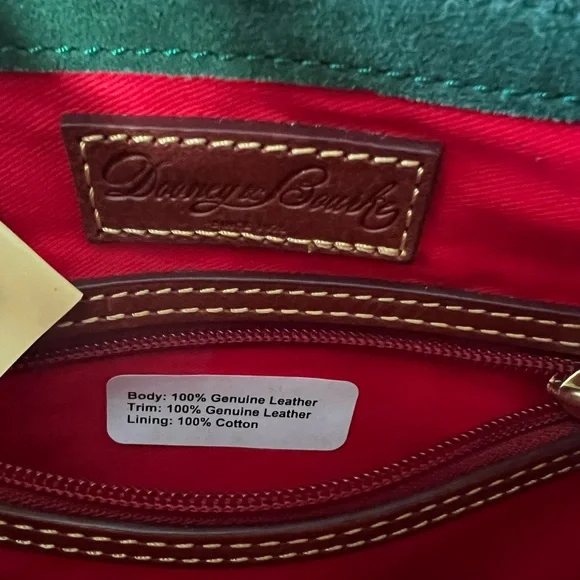 Dooney & Bourke
Body: 100% Genuine Leather
Trim: 100% Genuine Leather
Lining: 100% Cotton